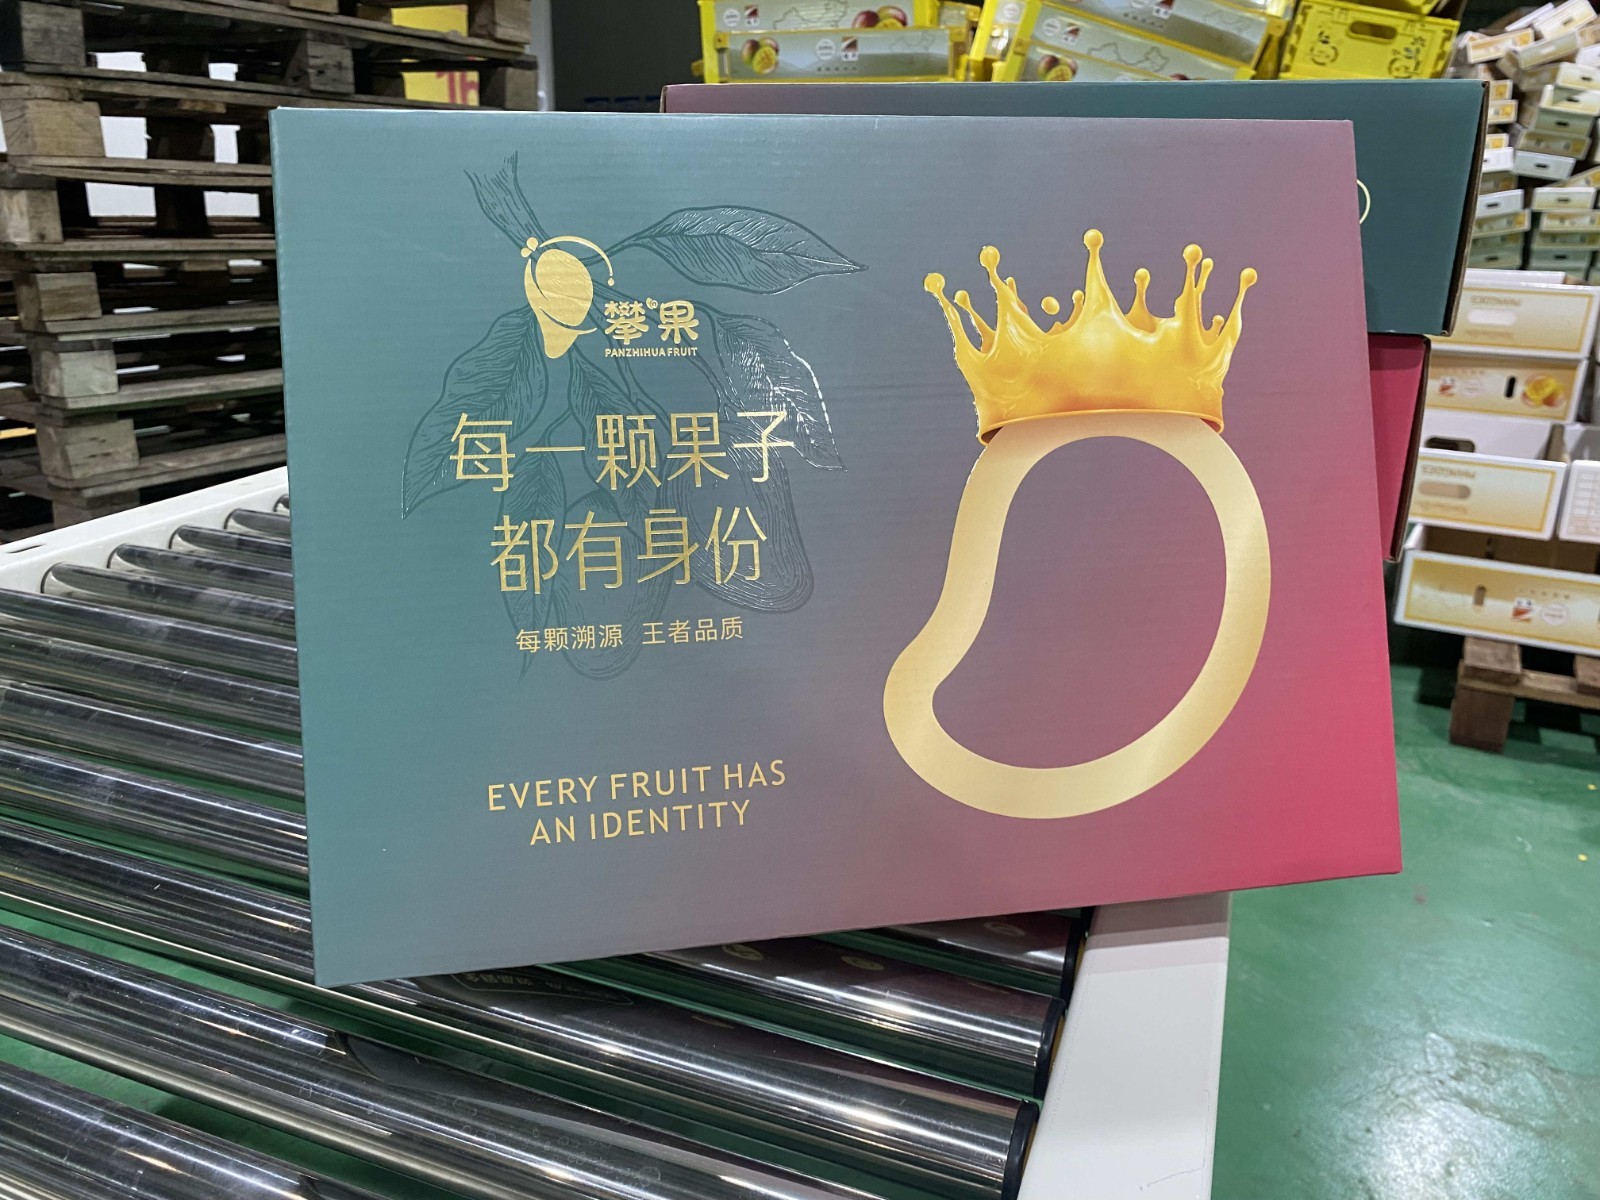 攀果
PANZHIHUA FRUIT
每一颗果子
都有身份
每颗溯源 王者品质
EVERY FRUIT HAS
AN IDENTITY